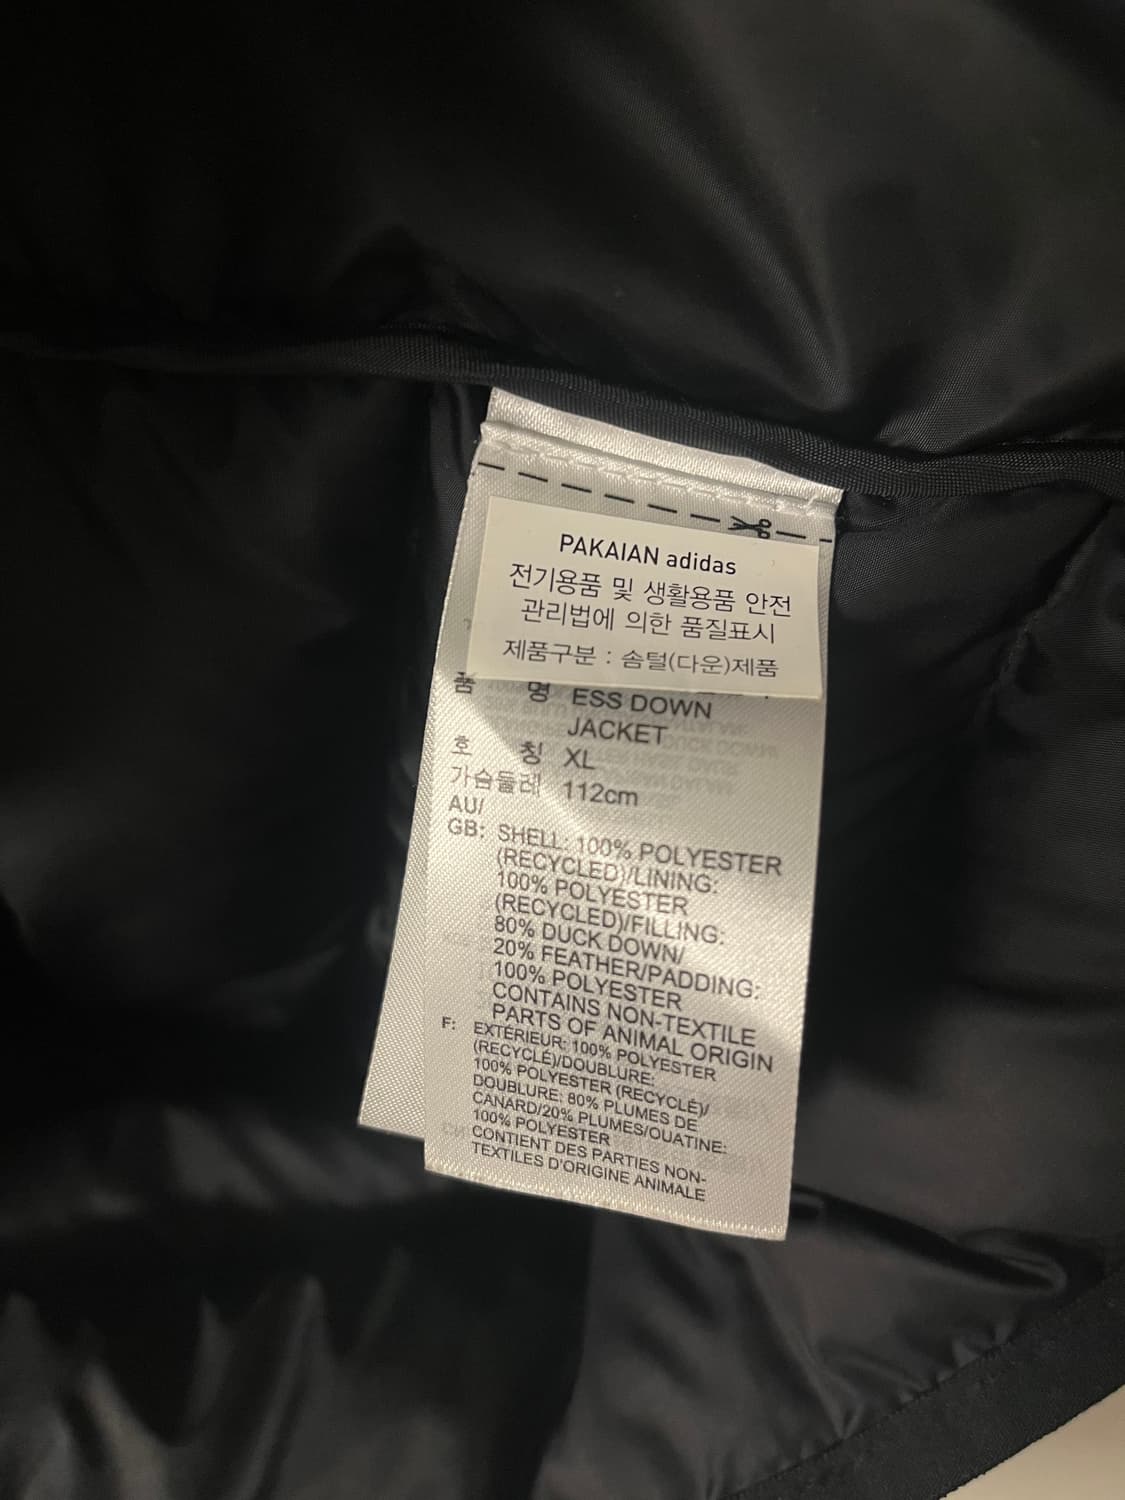 PAKAIAN adidas
전기용품 및 생활용품 안전
관리법에 의한 품질표시
제품구분 : 솜털(다운)제품
품 명 ESS DOWN
JACKET
호 칭 XL
가슴둘레 112cm
AU/
GB: SHELL: 100% POLYESTER
(RECYCLED)/LINING:
100% POLYESTER
(RECYCLED)/FILLING:
80% DUCK DOWN/
20% FEATHER/PADDING:
100% POLYESTER
CONTAINS NON-TEXTILE
PARTS OF ANIMAL ORIGIN
F: EXTÉRIEUR: 100% POLYESTER
(RECYCLÉ)/DOUBLURE:
100% POLYESTER (RECYCLÉ)/
DOUBLURE: 80% PLUMES DE
CANARD/20% PLUMES/OUATINE:
100% POLYESTER
CONTIENT DES PARTIES NON-
TEXTILES D'ORIGINE ANIMALE